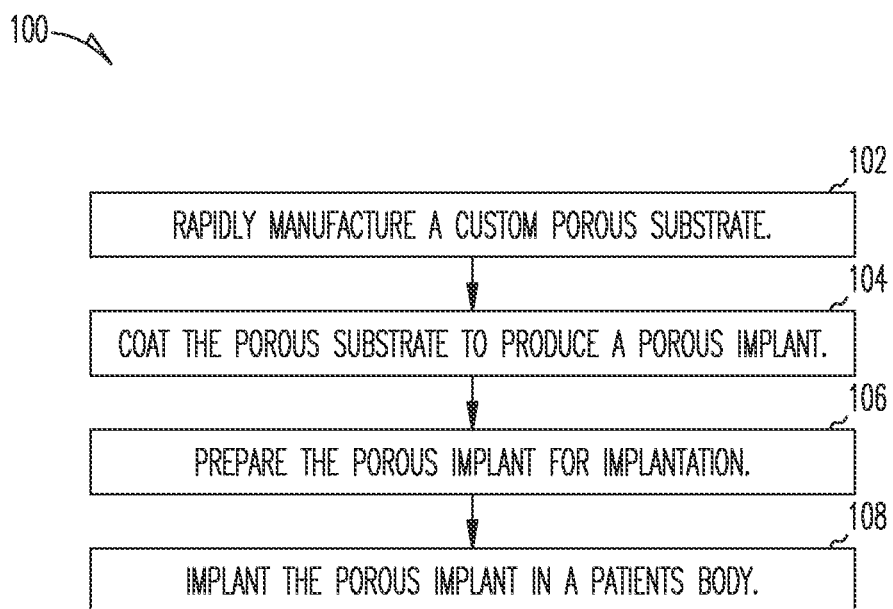 100
102
RAPIDLY MANUFACTURE A CUSTOM POROUS SUBSTRATE.
104
COAT THE POROUS SUBSTRATE TO PRODUCE A POROUS IMPLANT.
106
PREPARE THE POROUS IMPLANT FOR IMPLANTATION.
108
IMPLANT THE POROUS IMPLANT IN A PATIENTS BODY.